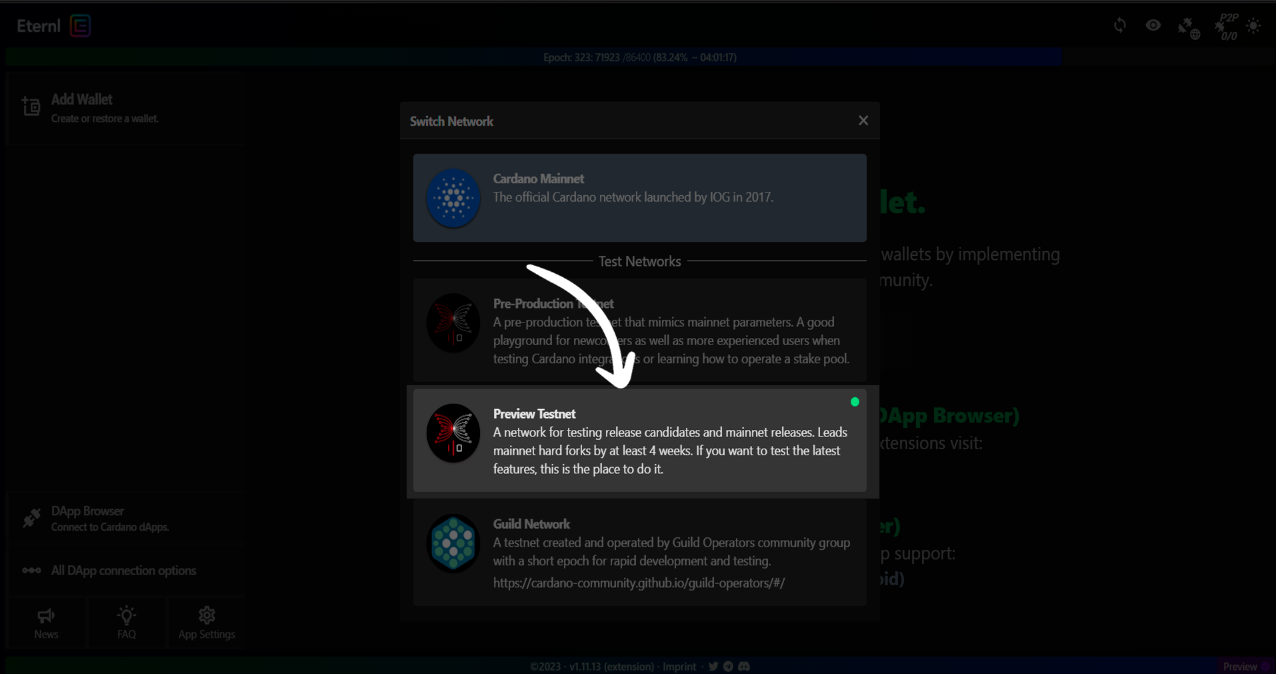 Eternl
P2P
0/0
Epoch: 323: 71923 /86400 (83.24% ~ 04:01:17)
Add Wallet
Create or restore a wallet.
Switch Network
Cardano Mainnet
The official Cardano network launched by IOG in 2017.
let.
wallets by implementing
munity.
Test Networks
Pre-Production
A pre-production that mimics mainnet parameters. A good
playground for as well as more experienced users when
testing Cardano or learning how to operate a stake pool.
Preview Testnet
A network for testing release candidates and mainnet releases. Leads
mainnet hard forks by at least 4 weeks. If you want to test the latest
features, this is the place to do it.
DApp Browser)
xtensions visit:
Guild Network
A testnet created and operated by Guild Operators community group
with a short epoch for rapid development and testing.
https://cardano-community.github.io/guild-operators/#/
er)
p support:
oid)
DApp Browser
Connect to Cardano dApps.
All DApp connection options
News
FAQ
App Settings
©2023 · v1.11.13 (extension) · Imprint ·
Preview